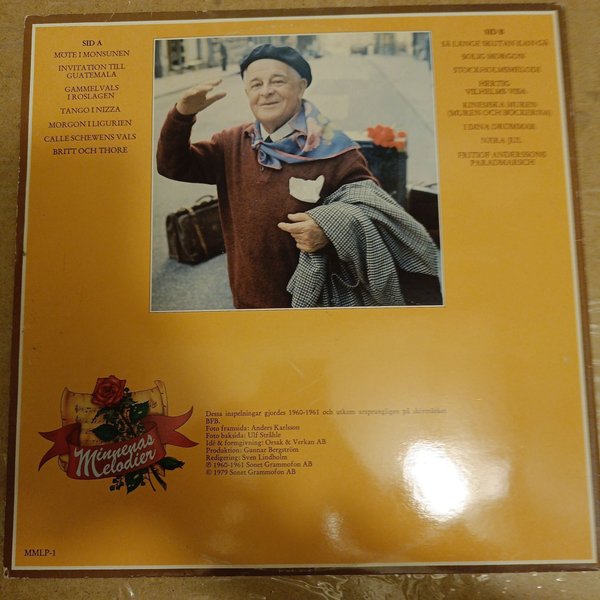 SID A
MÖTE I MONSUNEN
INVITATION TILL
GUATEMALA
GAMMELVALS
I ROSLAGEN
TANGO I NIZZA
MORGON I LIGURIEN
CALLE SCHEWENS VALS
BRITT OCH THORE
SID B
SÅ LÄNGE SKUTAN KAN GÅ
SOLIG MORGON
STOCKHOLMSMELODI
HERTIG
VILHELMS VISA
KINESISKA MUREN
(MUREN OCH BÖCKERNA)
I DINA DRÖMMAR
NÄRA JUL
FRITIOF ANDERSSONS
PARADMARSCH
Minnenas
Melodier
Dessa inspelningar gjordes 1960-1961 och utkom ursprungligen på skivmärket
BFB.
Foto framsida: Anders Karlsson
Foto baksida: Ulf Stråhle
Idé & formgivning: Orsak & Verkan AB
Produktion: Gunnar Bergström
Redigering: Sven Lindholm
℗ 1960-1961 Sonet Grammofon AB
© 1979 Sonet Grammofon AB
MMLP-1